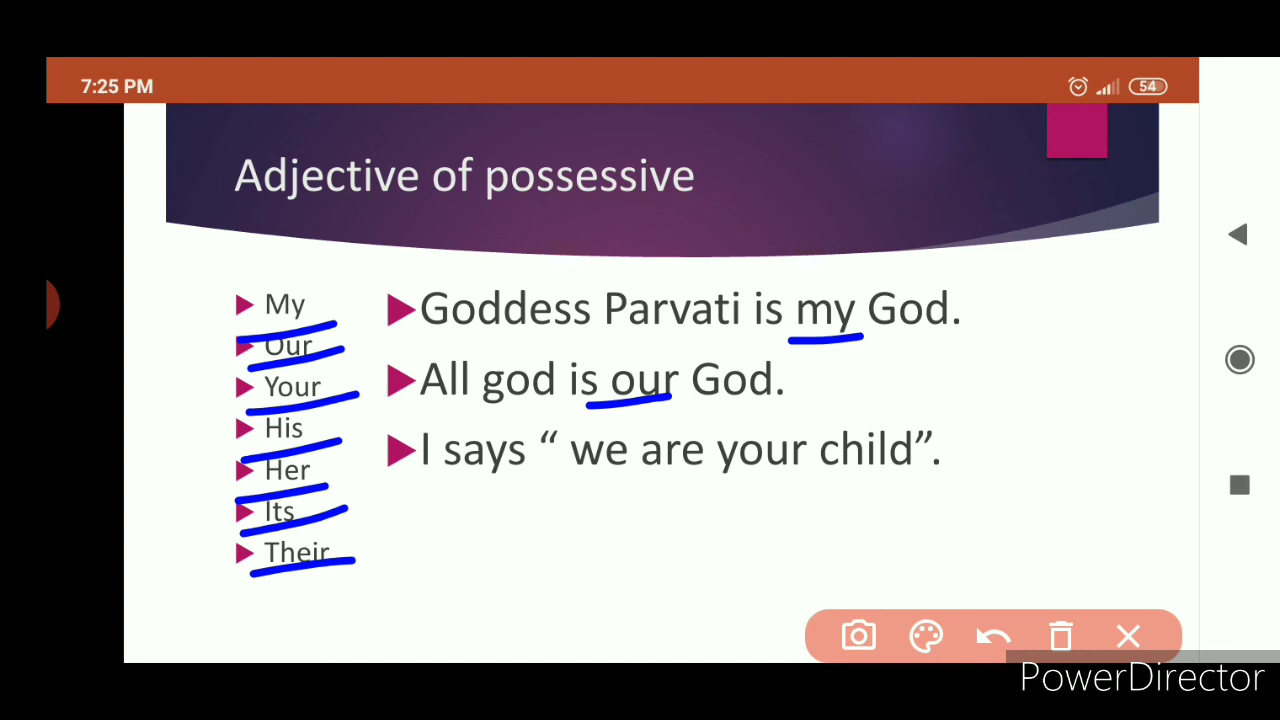 7:25 PM
54
Adjective of possessive
My
Our
Your
His
Her
Its
Their
Goddess Parvati is my God.
All god is our God.
I says “ we are your child”.
PowerDirector